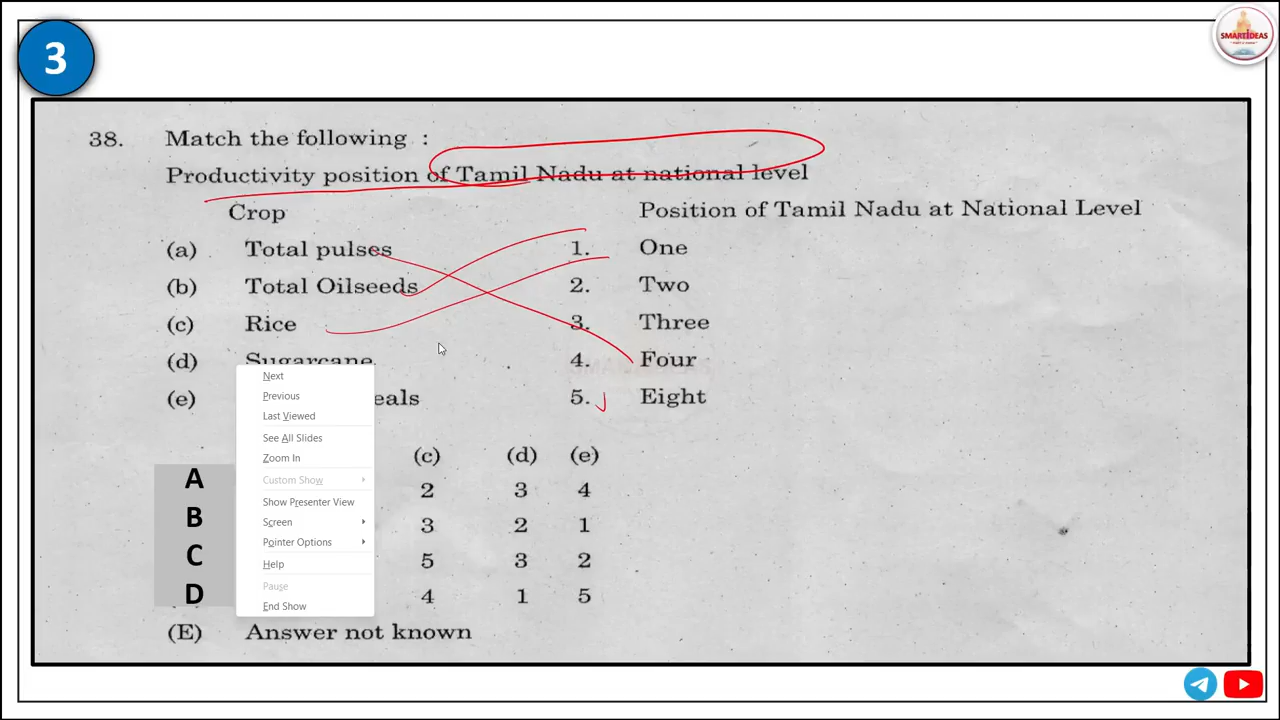 3
SMARTIDEAS
38. Match the following :
Productivity position of Tamil Nadu at national level
Crop Position of Tamil Nadu at National Level
(a) Total pulses 1. One
(b) Total Oilseeds 2. Two
(c) Rice 3. Three
(d) Sugarcane 4. Four
(e) eals 5. Eight
Next
Previous
Last Viewed
See All Slides
Zoom In
Custom Show
Show Presenter View
Screen
Pointer Options
Help
Pause
End Show
(c) (d) (e)
A 2 3 4
B 3 2 1
C 5 3 2
D 4 1 5
(E) Answer not known